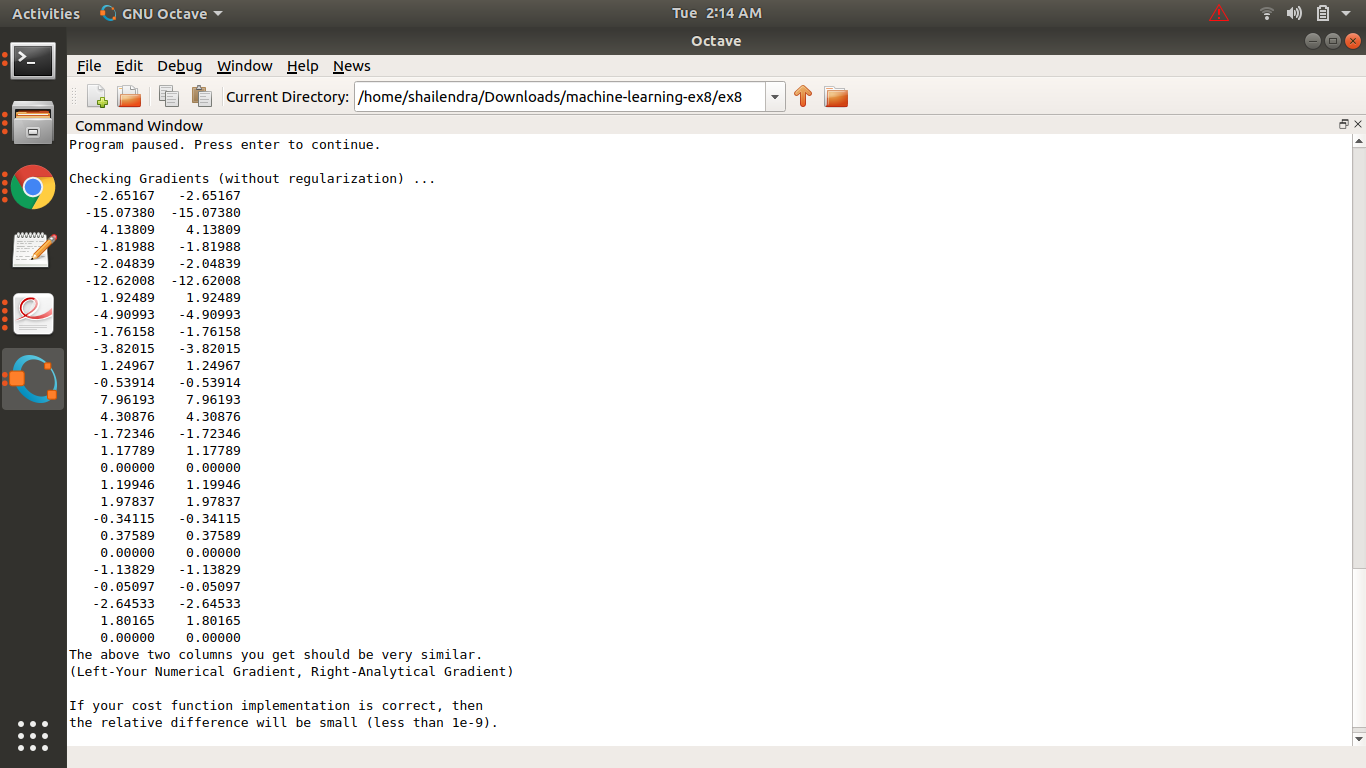 Activities GNU Octave Tue 2:14 AM
Octave
File Edit Debug Window Help News
Current Directory: /home/shailendra/Downloads/machine-learning-ex8/ex8
Command Window
Program paused. Press enter to continue.
Checking Gradients (without regularization) ...
-2.65167 -2.65167
-15.07380 -15.07380
4.13809 4.13809
-1.81988 -1.81988
-2.04839 -2.04839
-12.62008 -12.62008
1.92489 1.92489
-4.90993 -4.90993
-1.76158 -1.76158
-3.82015 -3.82015
1.24967 1.24967
-0.53914 -0.53914
7.96193 7.96193
4.30876 4.30876
-1.72346 -1.72346
1.17789 1.17789
0.00000 0.00000
1.19946 1.19946
1.97837 1.97837
-0.34115 -0.34115
0.37589 0.37589
0.00000 0.00000
-1.13829 -1.13829
-0.05097 -0.05097
-2.64533 -2.64533
1.80165 1.80165
0.00000 0.00000
The above two columns you get should be very similar.
(Left-Your Numerical Gradient, Right-Analytical Gradient)
If your cost function implementation is correct, then
the relative difference will be small (less than 1e-9).